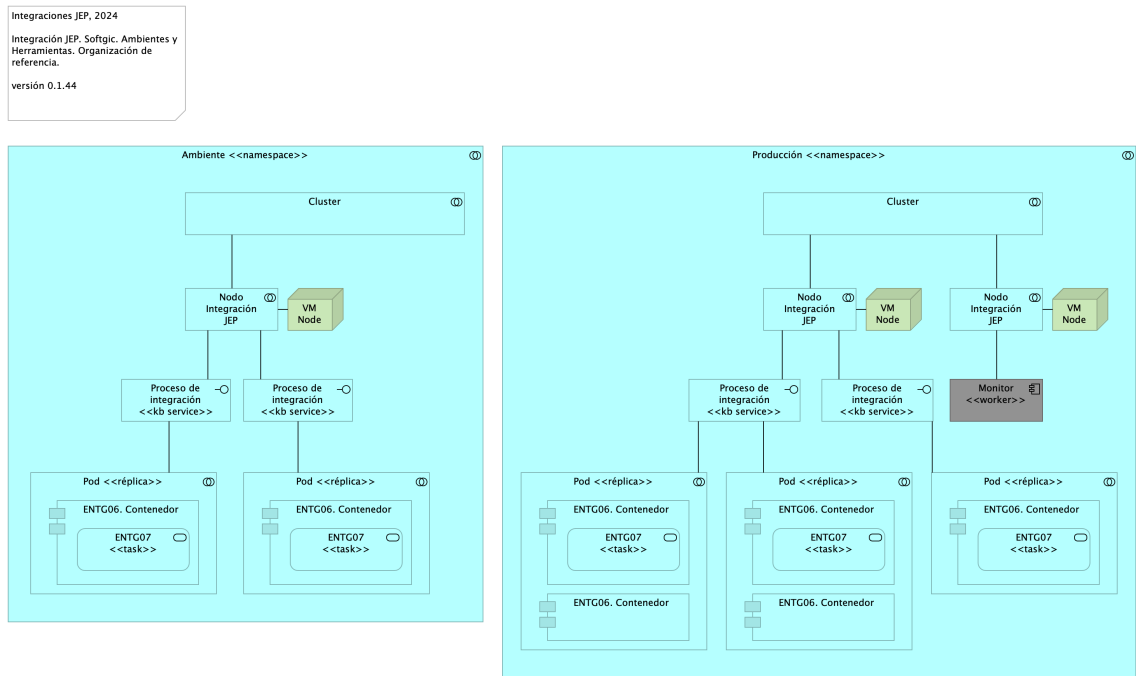 Integraciones JEP, 2024
Integración JEP. Softgic. Ambientes y
Herramientas. Organización de
referencia.
versión 0.1.44
Ambiente <<namespace>>
Cluster
Nodo
Integración
JEP
VM
Node
Proceso de
integración
<<kb service>>
Proceso de
integración
<<kb service>>
Pod <<réplica>>
ENTG06. Contenedor
ENTG07
<<task>>
Pod <<réplica>>
ENTG06. Contenedor
ENTG07
<<task>>
Producción <<namespace>>
Cluster
Nodo
Integración
JEP
VM
Node
Nodo
Integración
JEP
VM
Node
Proceso de
integración
<<kb service>>
Proceso de
integración
<<kb service>>
Monitor
<<worker>>
Pod <<réplica>>
ENTG06. Contenedor
ENTG07
<<task>>
ENTG06. Contenedor
Pod <<réplica>>
ENTG06. Contenedor
ENTG07
<<task>>
ENTG06. Contenedor
Pod <<réplica>>
ENTG06. Contenedor
ENTG07
<<task>>